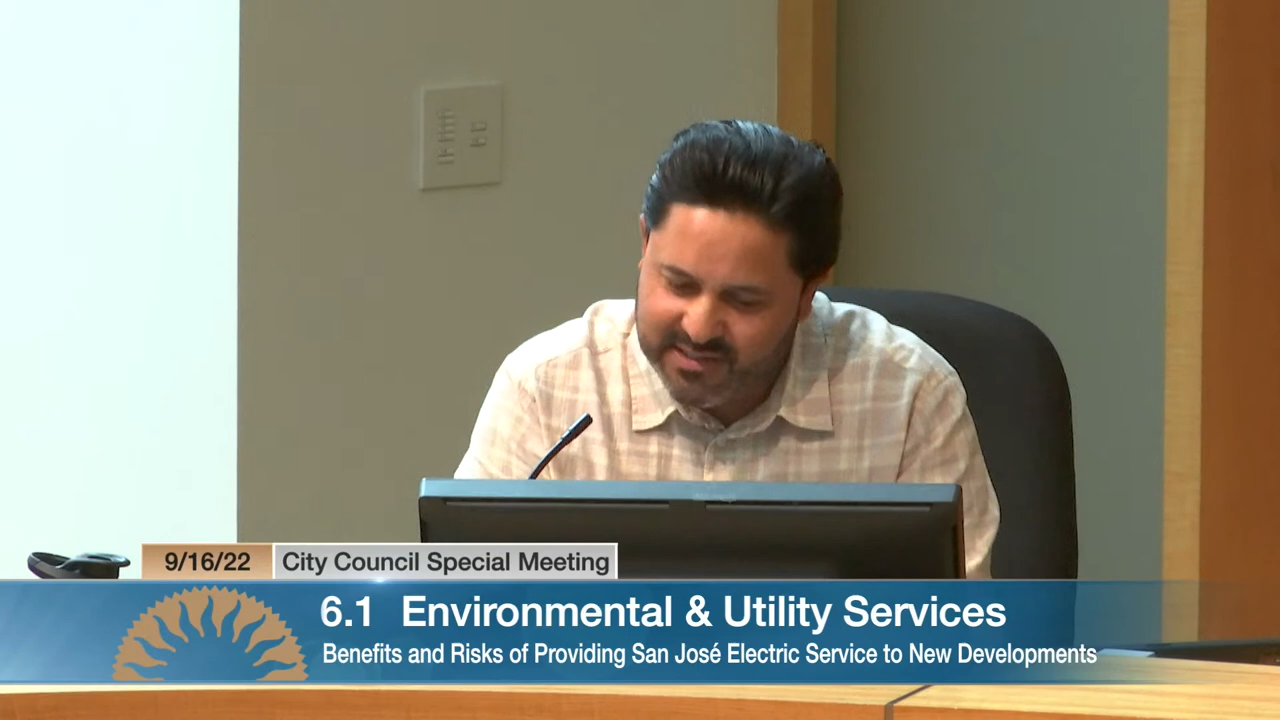 9/16/22 City Council Special Meeting
6.1 Environmental & Utility Services
Benefits and Risks of Providing San José Electric Service to New Developments